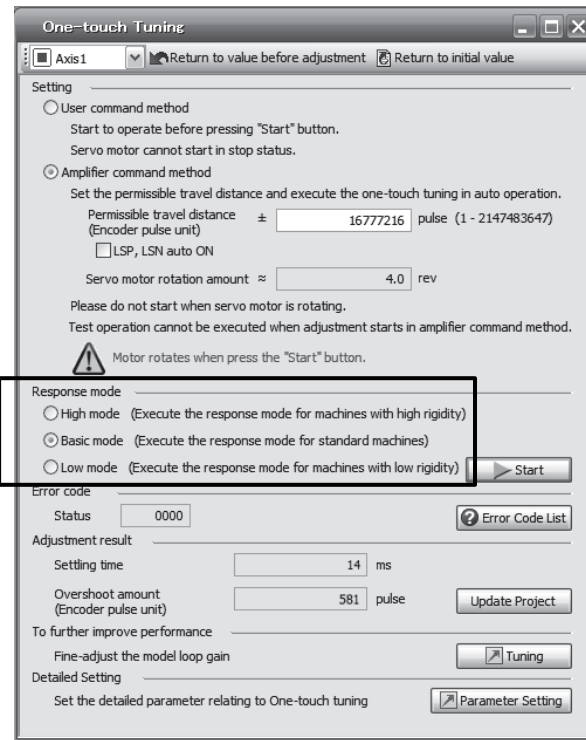 One-touch Tuning
Axis1 Return to value before adjustment Return to initial value
Setting
User command method
Start to operate before pressing "Start" button.
Servo motor cannot start in stop status.
Amplifier command method
Set the permissible travel distance and execute the one-touch tuning in auto operation.
Permissible travel distance
(Encoder pulse unit)
± 16777216 pulse (1 - 2147483647)
LSP, LSN auto ON
Servo motor rotation amount ≈ 4.0 rev
Please do not start when servo motor is rotating.
Test operation cannot be executed when adjustment starts in amplifier command method.
Motor rotates when press the "Start" button.
Response mode
High mode (Execute the response mode for machines with high rigidity)
Basic mode (Execute the response mode for standard machines)
Low mode (Execute the response mode for machines with low rigidity) Start
Error code
Status 0000 Error Code List
Adjustment result
Settling time 14 ms
Overshoot amount
(Encoder pulse unit)
581 pulse Update Project
To further improve performance
Fine-adjust the model loop gain Tuning
Detailed Setting
Set the detailed parameter relating to One-touch tuning Parameter Setting